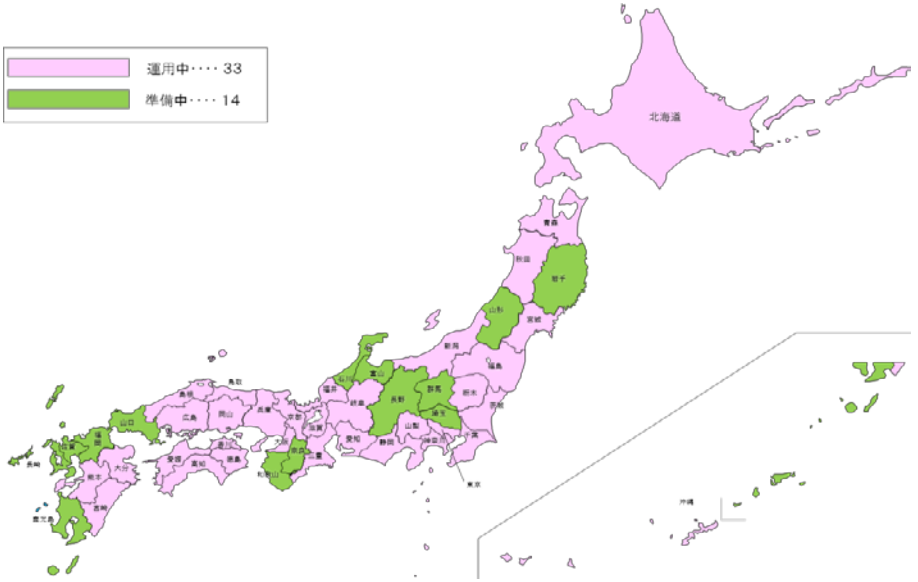 運用中････33
準備中････14
北海道
青森
秋田
岩手
山形
宮城
新潟
福島
石川
富山
群馬
栃木
長野
埼玉
茨城
福井
岐阜
山梨
千葉
神奈川
東京
静岡
愛知
滋賀
京都
三重
奈良
大阪
和歌山
兵庫
鳥取
島根
岡山
広島
山口
香川
徳島
愛媛
高知
福岡
佐賀
長崎
大分
熊本
宮崎
鹿児島
沖縄